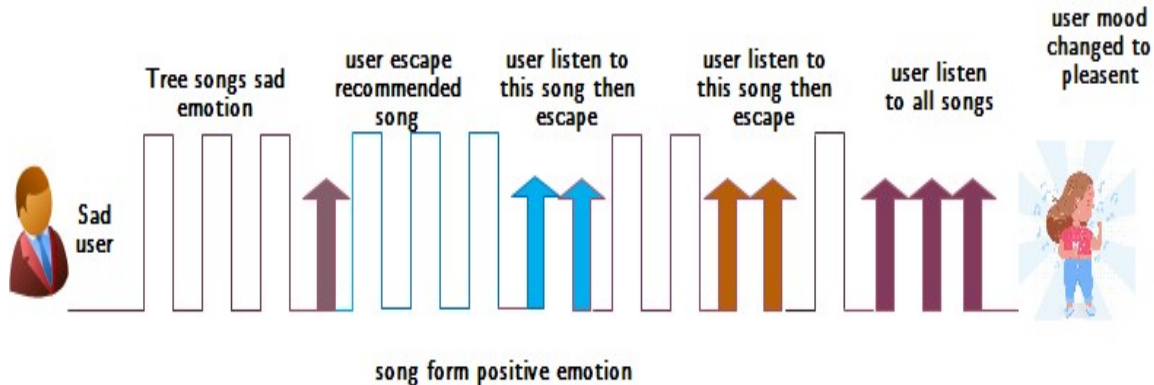 Tree songs sad
emotion
user escape
recommended
song
user listen to
this song then
escape
user listen to
this song then
escape
user listen
to all songs
user mood
changed to
pleasent
Sad
user
song form positive emotion